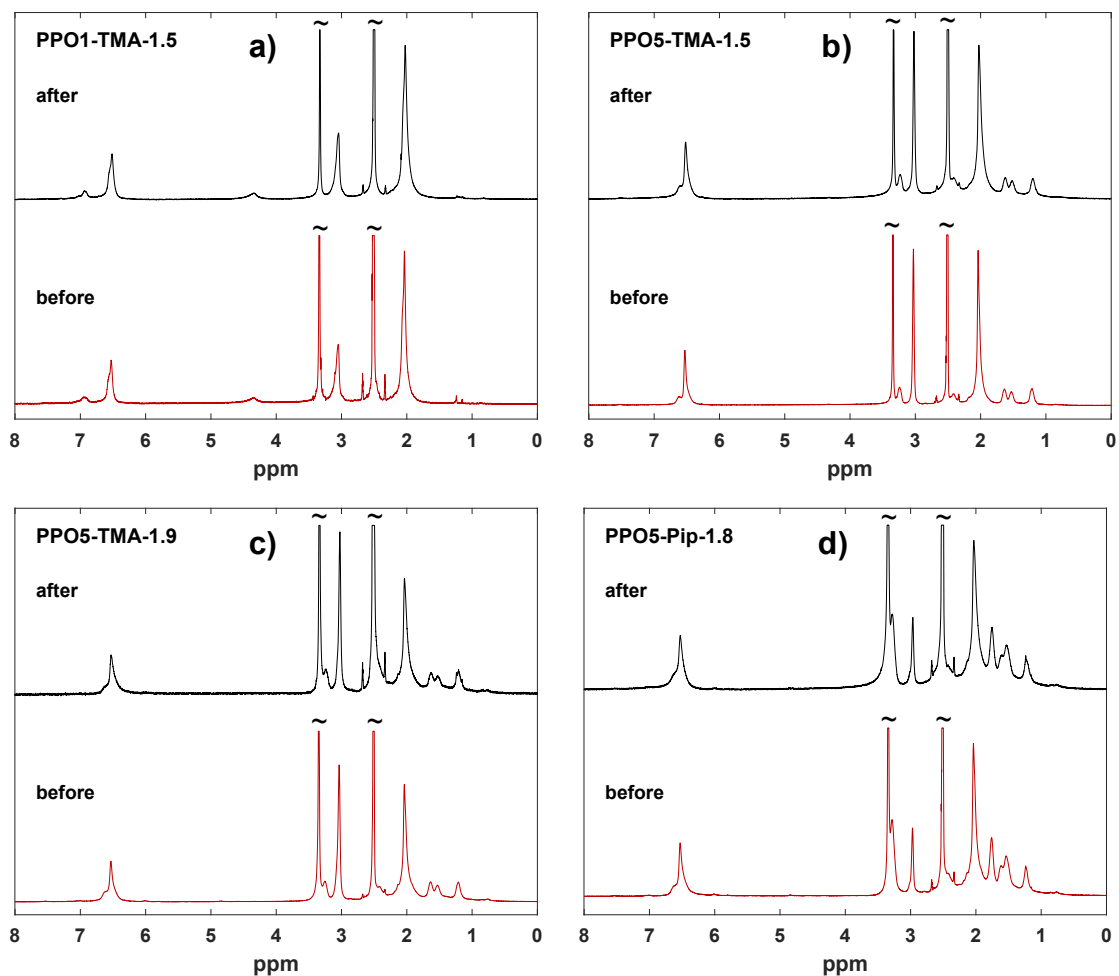 PPO1-TMA-1.5
a)
~ ~
after
~ ~
before
8 7 6 5 4 3 2 1 0
ppm
PPO5-TMA-1.5
b)
~ ~
after
~ ~
before
8 7 6 5 4 3 2 1 0
ppm
PPO5-TMA-1.9
c)
~ ~
after
~ ~
before
8 7 6 5 4 3 2 1 0
ppm
PPO5-Pip-1.8
d)
~ ~
after
~ ~
before
8 7 6 5 4 3 2 1 0
ppm